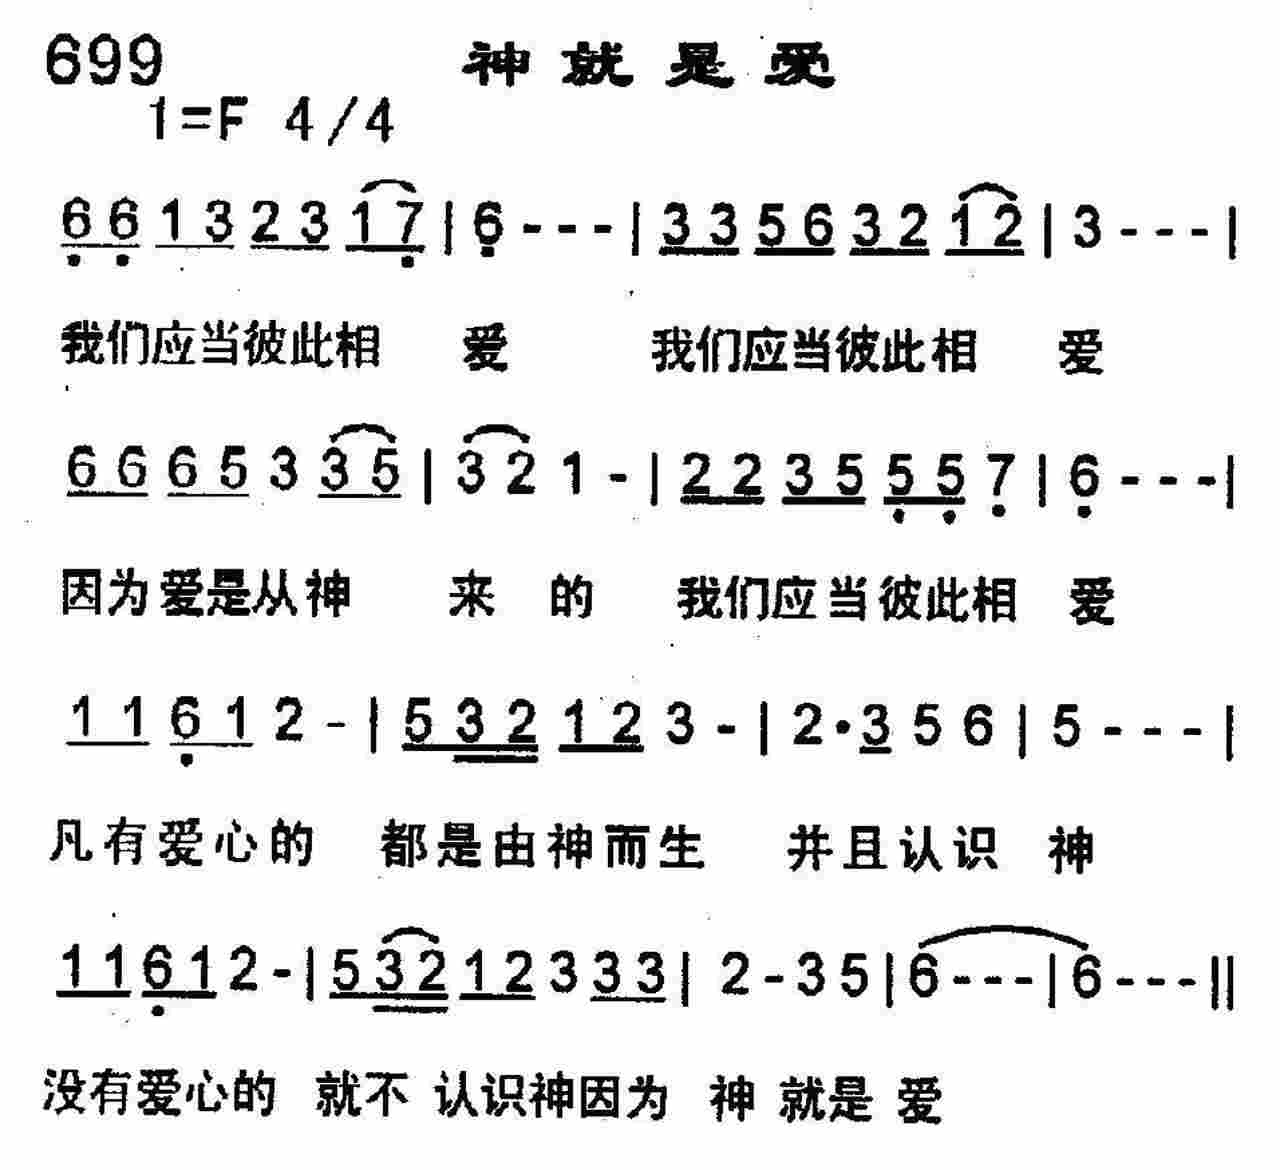 699 神就是爱
1=F 4/4
6 6 1 3 2 3 1 7 | 6 - - - | 3 3 5 6 3 2 1 2 | 3 - - - |
我们应当彼此相 爱 我们应当彼此相 爱
6 6 6 5 3 3 5 | 3 2 1 - | 2 2 3 5 5 5 7 | 6 - - - |
因为爱是从神 来 的 我们应当彼此相 爱
1 1 6 1 2 - | 5 3 2 1 2 3 - | 2 · 3 5 6 | 5 - - - |
凡有爱心的 都是由神而生 并且认识 神
1 1 6 1 2 - | 5 3 2 1 2 3 3 3 | 2 - 3 5 | 6 - - - | 6 - - - ||
没有爱心的 就不 认识神因为 神 就是 爱